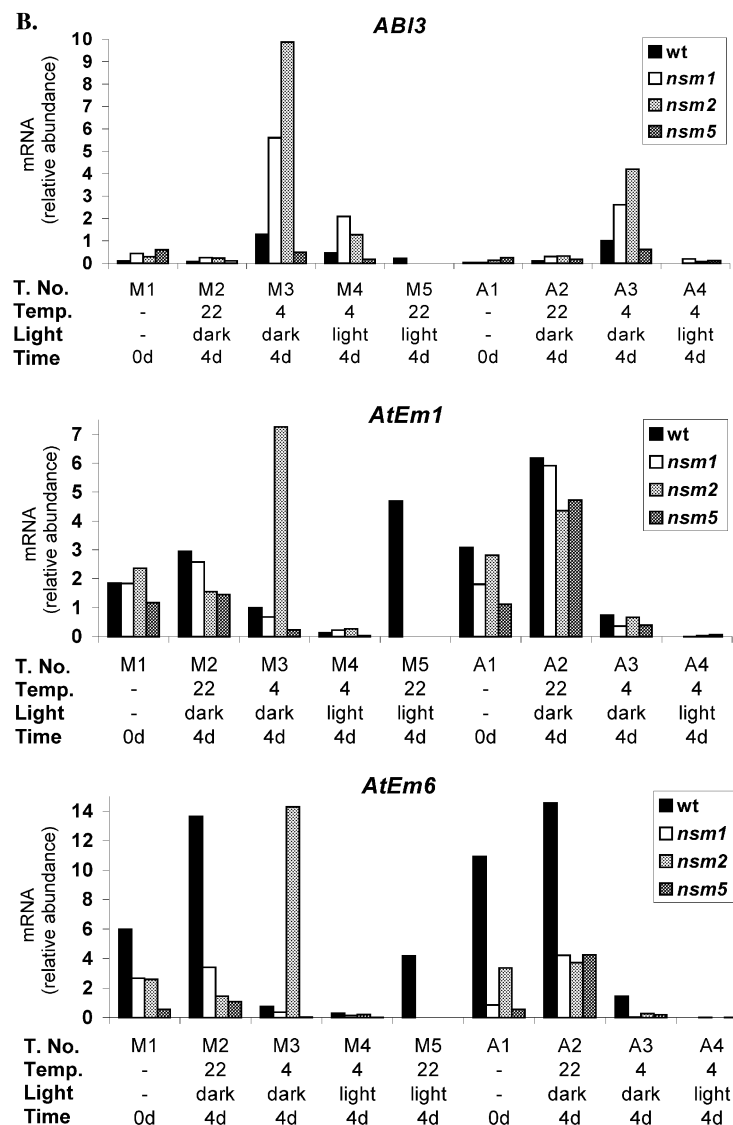 B.
ABI3
10
9
8
7
6
5
4
3
2
1
0
mRNA
(relative abundance)
wt
nsm1
nsm2
nsm5
T. No. M1 M2 M3 M4 M5 A1 A2 A3 A4
Temp. - 22 4 4 22 - 22 4 4
Light - dark dark light light - dark dark light
Time 0d 4d 4d 4d 4d 0d 4d 4d 4d
AtEm1
7
6
5
4
3
2
1
0
mRNA
(relative abundance)
wt
nsm1
nsm2
nsm5
T. No. M1 M2 M3 M4 M5 A1 A2 A3 A4
Temp. - 22 4 4 22 - 22 4 4
Light - dark dark light light - dark dark light
Time 0d 4d 4d 4d 4d 0d 4d 4d 4d
AtEm6
14
12
10
8
6
4
2
0
mRNA
(relative abundance)
wt
nsm1
nsm2
nsm5
T. No. M1 M2 M3 M4 M5 A1 A2 A3 A4
Temp. - 22 4 4 22 - 22 4 4
Light - dark dark light light - dark dark light
Time 0d 4d 4d 4d 4d 0d 4d 4d 4d